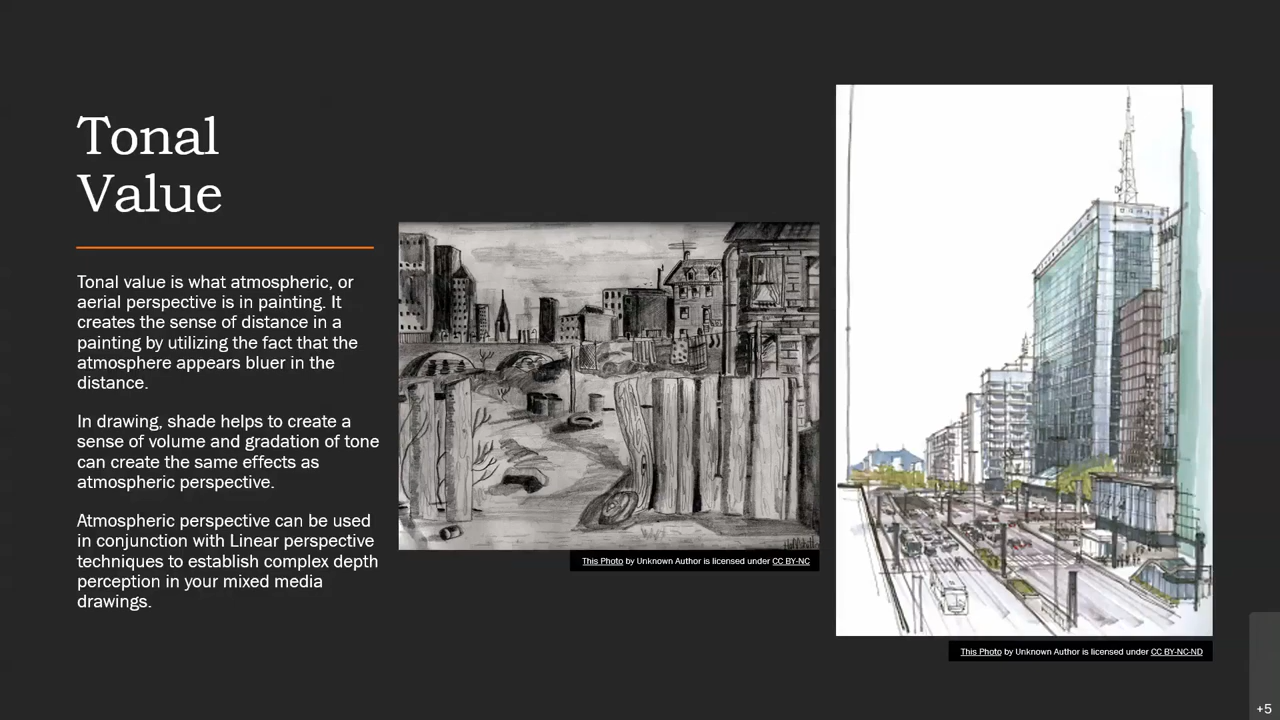 Tonal
Value
Tonal value is what atmospheric, or
aerial perspective is in painting. It
creates the sense of distance in a
painting by utilizing the fact that the
atmosphere appears bluer in the
distance.
In drawing, shade helps to create a
sense of volume and gradation of tone
can create the same effects as
atmospheric perspective.
Atmospheric perspective can be used
in conjunction with Linear perspective
techniques to establish complex depth
perception in your mixed media
drawings.
This Photo by Unknown Author is licensed under CC BY-NC
This Photo by Unknown Author is licensed under CC BY-NC-ND
+5